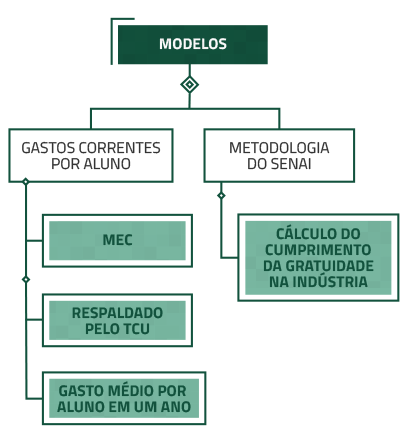 MODELOS
GASTOS CORRENTES
POR ALUNO
METODOLOGIA
DO SENAI
MEC
RESPALDADO
PELO TCU
GASTO MÉDIO POR
ALUNO EM UM ANO
CÁLCULO DO
CUMPRIMENTO
DA GRATUIDADE
NA INDÚSTRIA